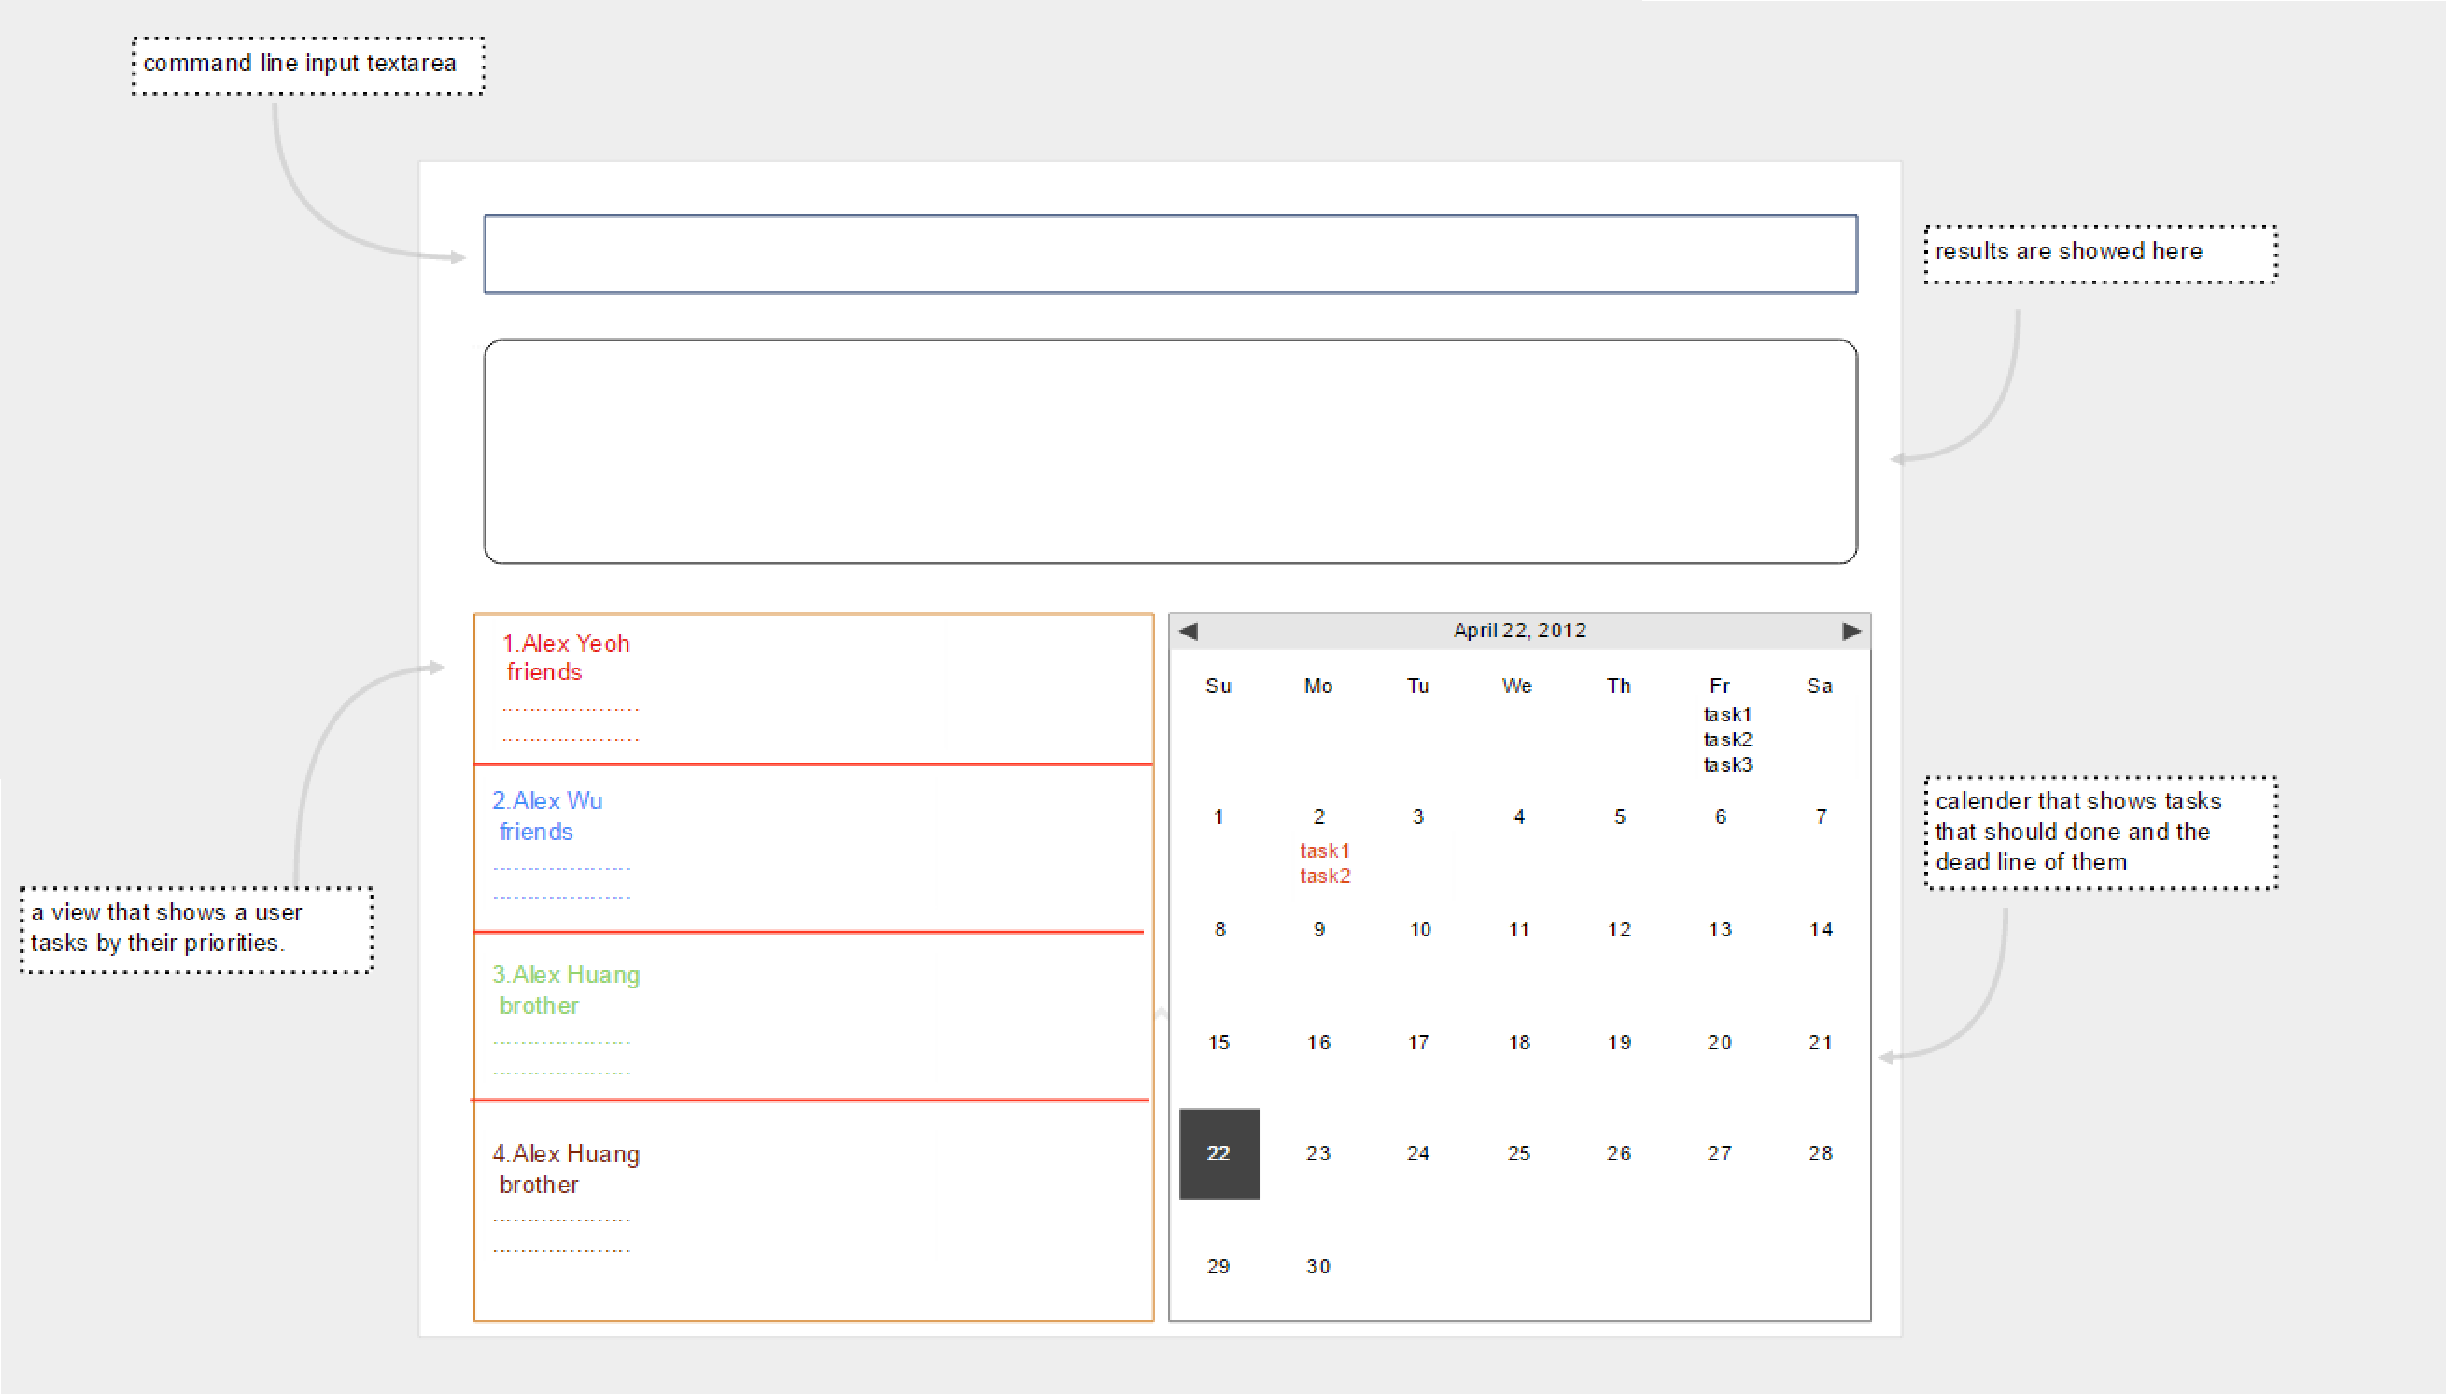 command line input textarea
results are showed here
1.Alex Yeoh
friends
2.Alex Wu
friends
3.Alex Huang
brother
4.Alex Huang
brother
a view that shows a user
tasks by their priorities.
April 22, 2012
Su Mo Tu We Th Fr Sa
task1
task2
task3
1 2 3 4 5 6 7
task1
task2
8 9 10 11 12 13 14
15 16 17 18 19 20 21
22 23 24 25 26 27 28
29 30
calender that shows tasks
that should done and the
dead line of them